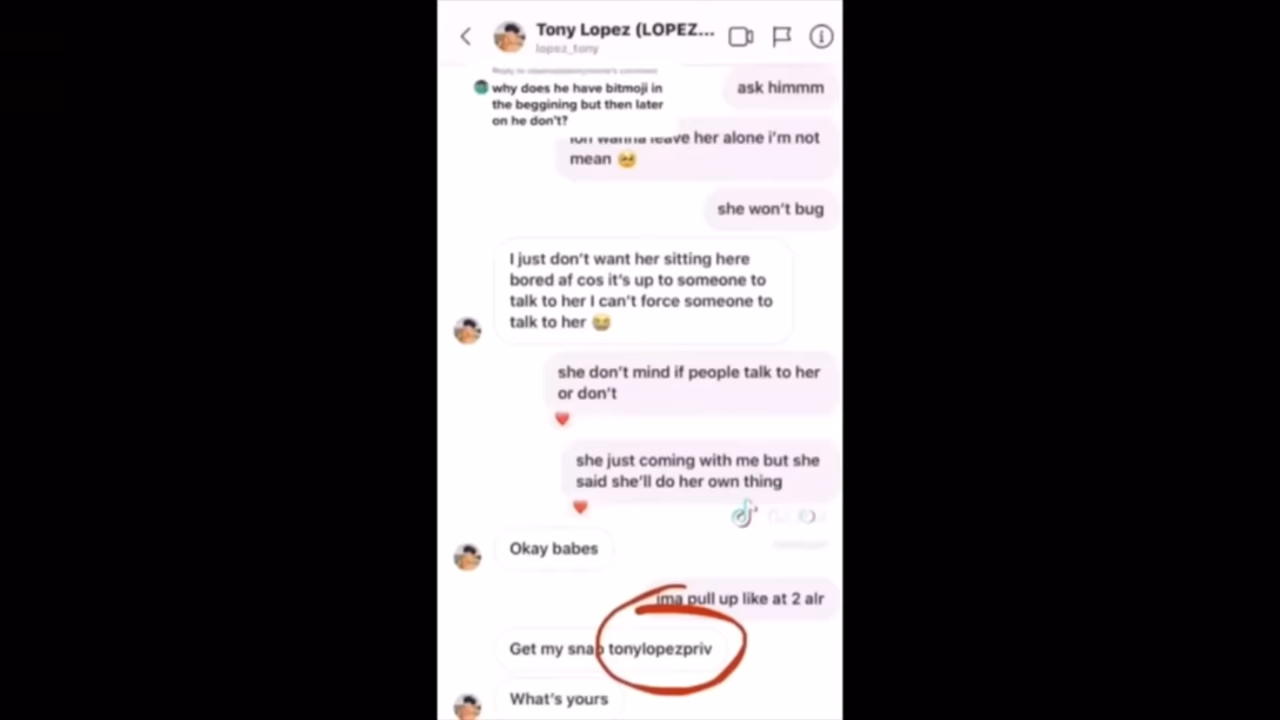 Tony Lopez (LOPEZ...
lopez_tony
why does he have bitmoji in
the beggining but then later
on he don't?
ask himmm
wanna leave her alone i'm not
mean 🥺
she won't bug
I just don't want her sitting here
bored af cos it's up to someone to
talk to her I can't force someone to
talk to her 😂
she don't mind if people talk to her
or don't
❤️
she just coming with me but she
said she'll do her own thing
❤️
Okay babes
ima pull up like at 2 alr
Get my snap tonylopezpriv
What's yours